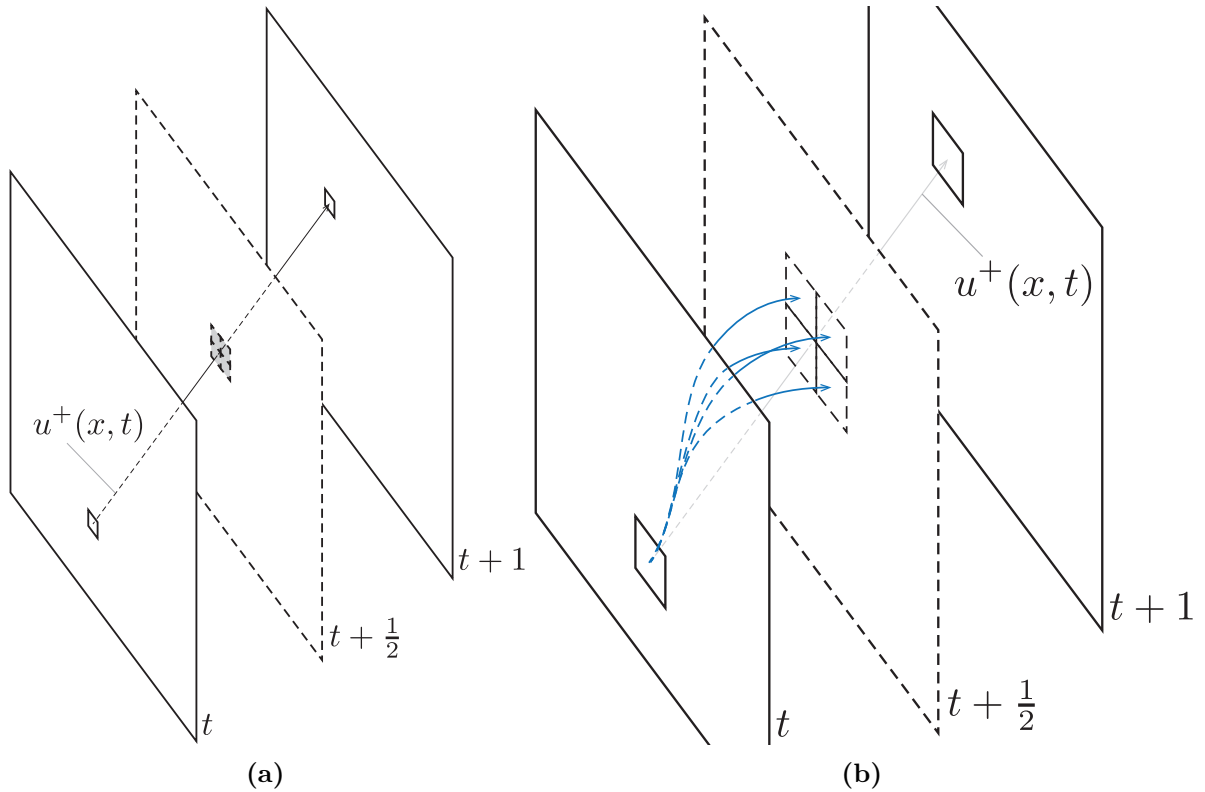 u⁺(x, t)
t + 1
t + ½
t
(a)
u⁺(x, t)
t + 1
t + ½
t
(b)